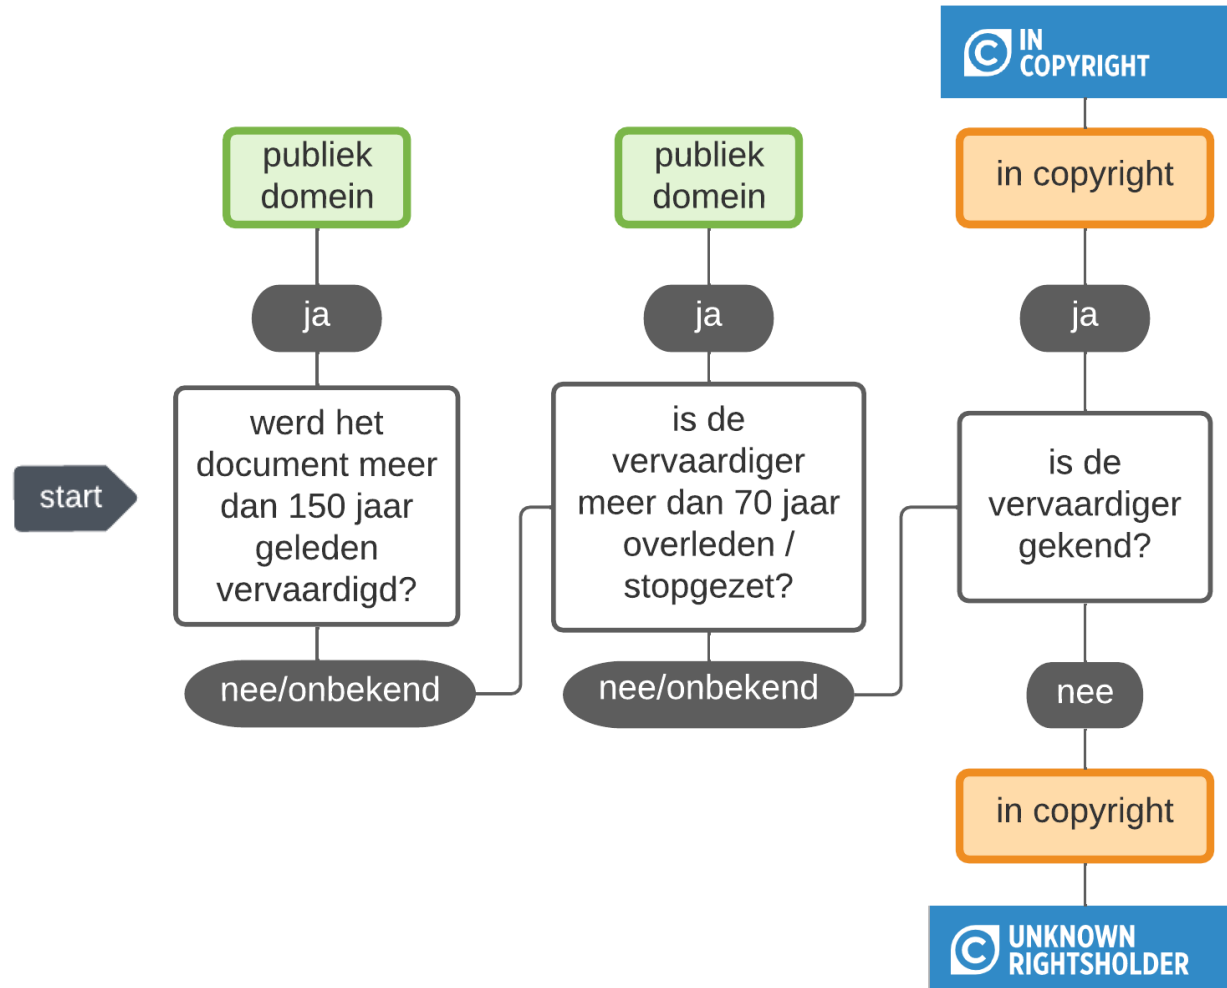 start
publiek
domein
ja
werd het
document meer
dan 150 jaar
geleden
vervaardigd?
nee/onbekend
publiek
domein
ja
is de
vervaardiger
meer dan 70 jaar
overleden /
stopgezet?
nee/onbekend
IN
COPYRIGHT
in copyright
ja
is de
vervaardiger
gekend?
nee
in copyright
UNKNOWN
RIGHTSHOLDER